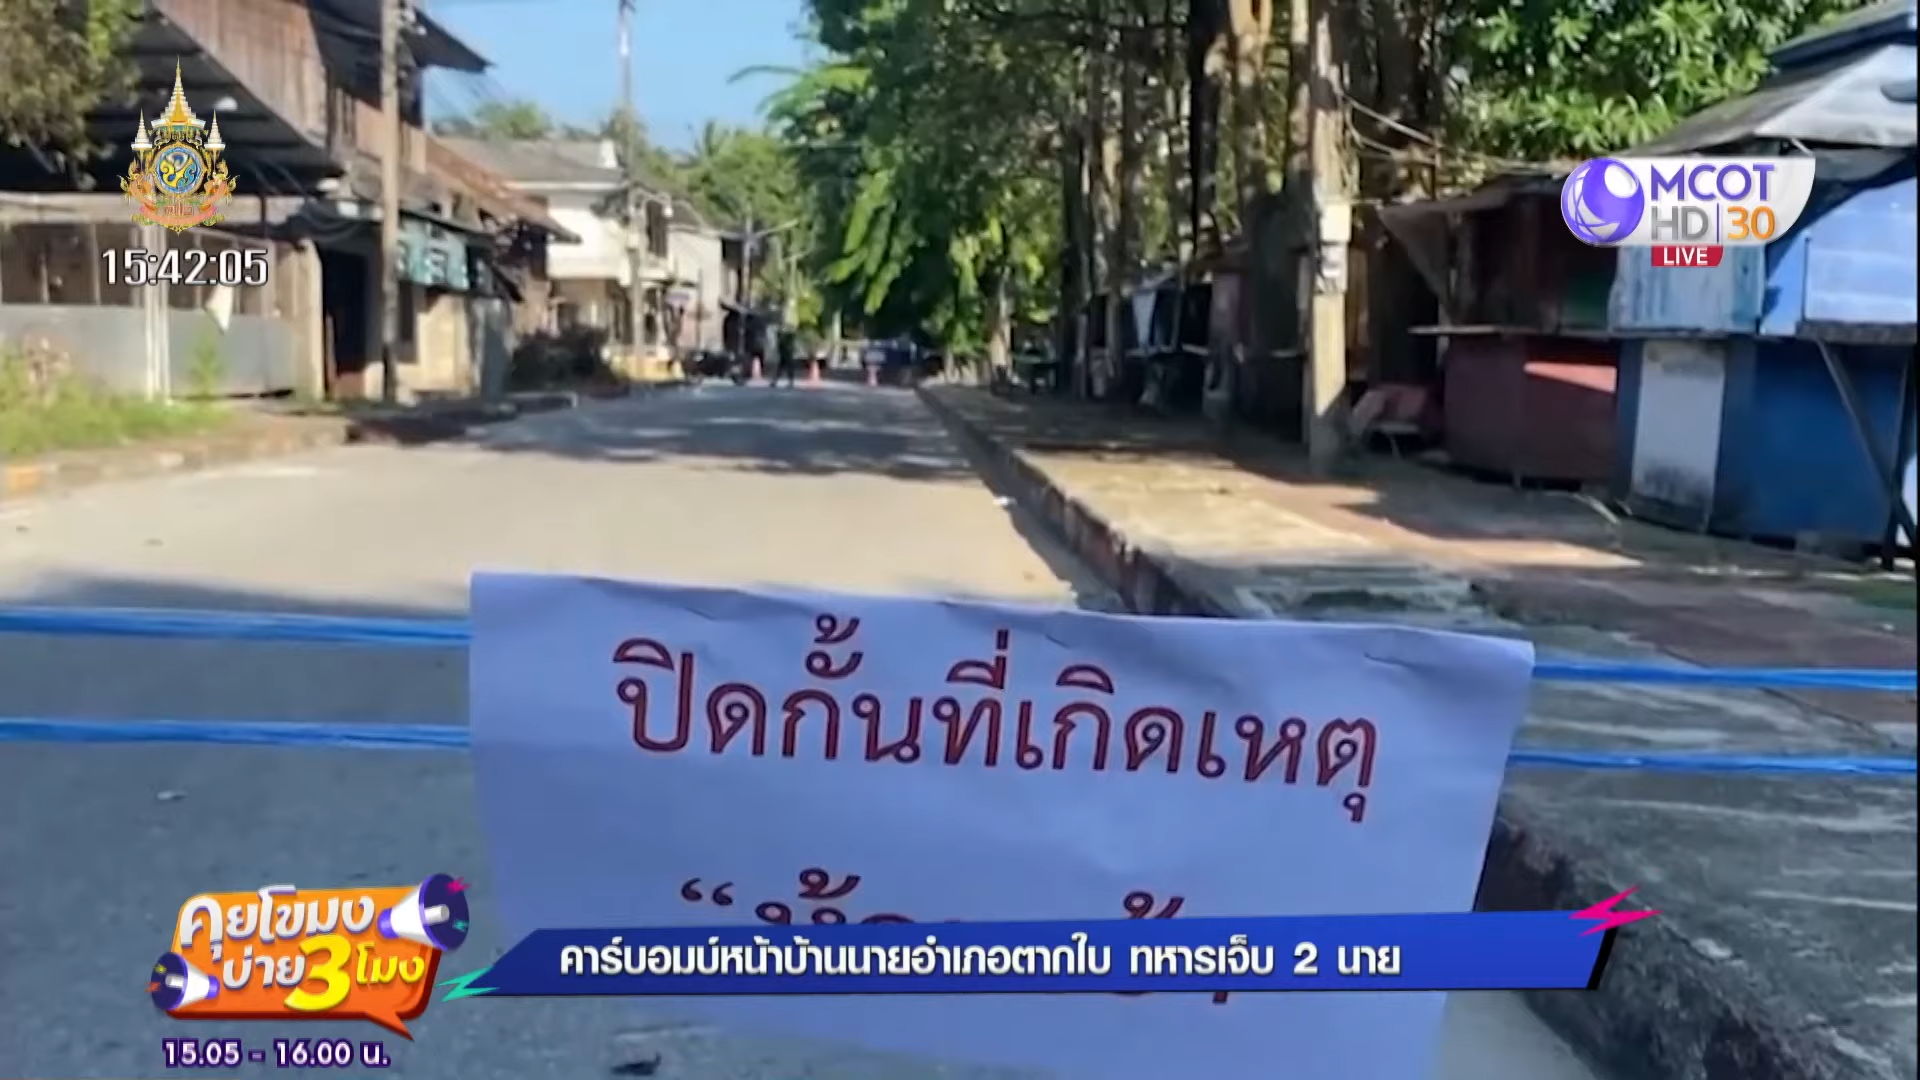 15:42:05
MCOT
HD 30
LIVE
ปิดกั้นที่เกิดเหตุ
คุยโขมง
บ่าย 3 โมง
คาร์บอมบ์หน้าบ้านนายอำเภอตากใบ ทหารเจ็บ 2 นาย
15.05 - 16.00 น.